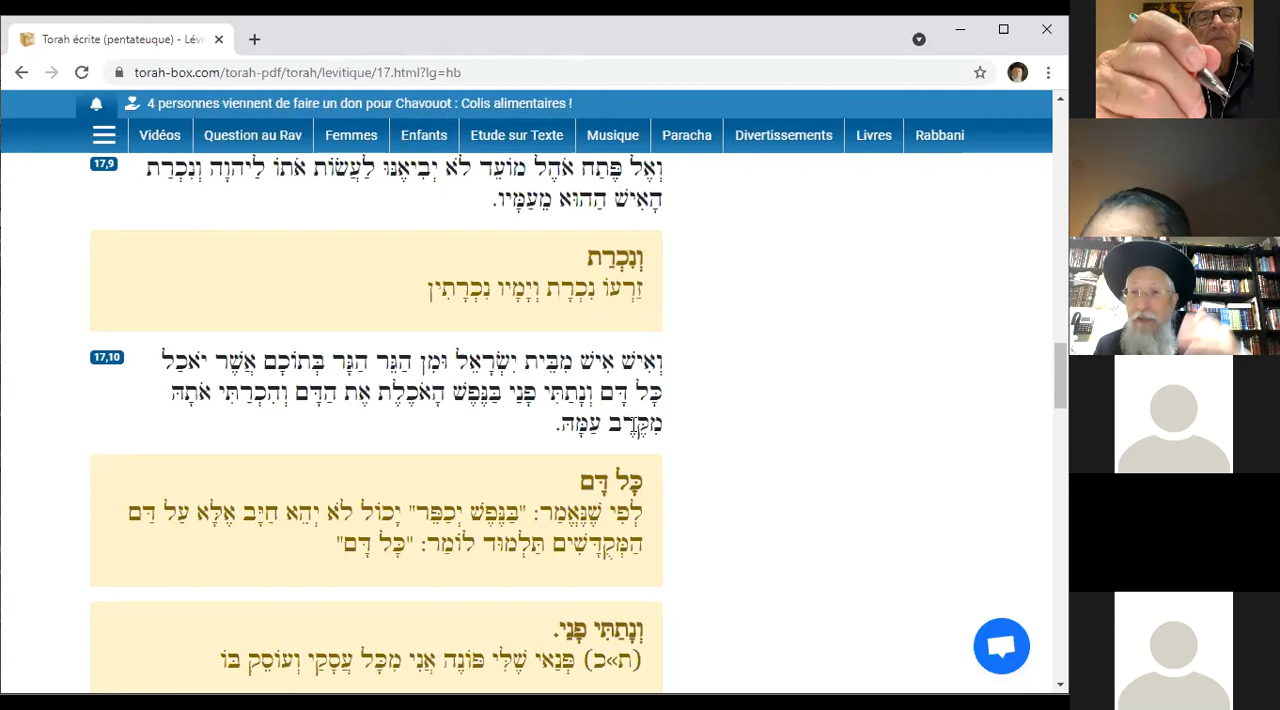 Torah écrite (pentateuque) - Lévi
torah-box.com/torah-pdf/torah/levitique/17.html?lg=hb
4 personnes viennent de faire un don pour Chavouot : Colis alimentaires !
Vidéos Question au Rav Femmes Enfants Etude sur Texte Musique Paracha Divertissements Livres Rabbani
17,9
וְאֶל פֶּתַח אֹהֶל מוֹעֵד לֹא יְבִיאֶנּוּ לַעֲשׂוֹת אֹתוֹ לַיהוָה וְנִכְרַת
הָאִישׁ הַהוּא מֵעַמָּיו.
וְנִכְרַת
זַרְעוֹ נִכְרָת וְיָמָיו נִכְרָתִין
17,10
וְאִישׁ אִישׁ מִבֵּית יִשְׂרָאֵל וּמִן הַגֵּר הַגָּר בְּתוֹכָם אֲשֶׁר יֹאכַל
כָּל דָּם וְנָתַתִּי פָנַי בַּנֶּפֶשׁ הָאֹכֶלֶת אֶת הַדָּם וְהִכְרַתִּי אֹתָהּ
מִקֶּרֶב עַמָּהּ.
כָּל דָּם
לְפִי שֶׁנֶּאֱמַר: "בַּנֶּפֶשׁ יְכַפֵּר" יָכוֹל לֹא יְהֵא חַיָּב אֶלָּא עַל דַּם
הַמְּקֻדָּשִׁים תַּלְמוּד לוֹמַר: "כָּל דָּם"
וְנָתַתִּי פָנַי.
(ת»כ) פְּנַאי שֶׁלִּי פּוֹנֶה אֲנִי מִכָּל עֲסָקַי וְעוֹסֵק בּוֹ